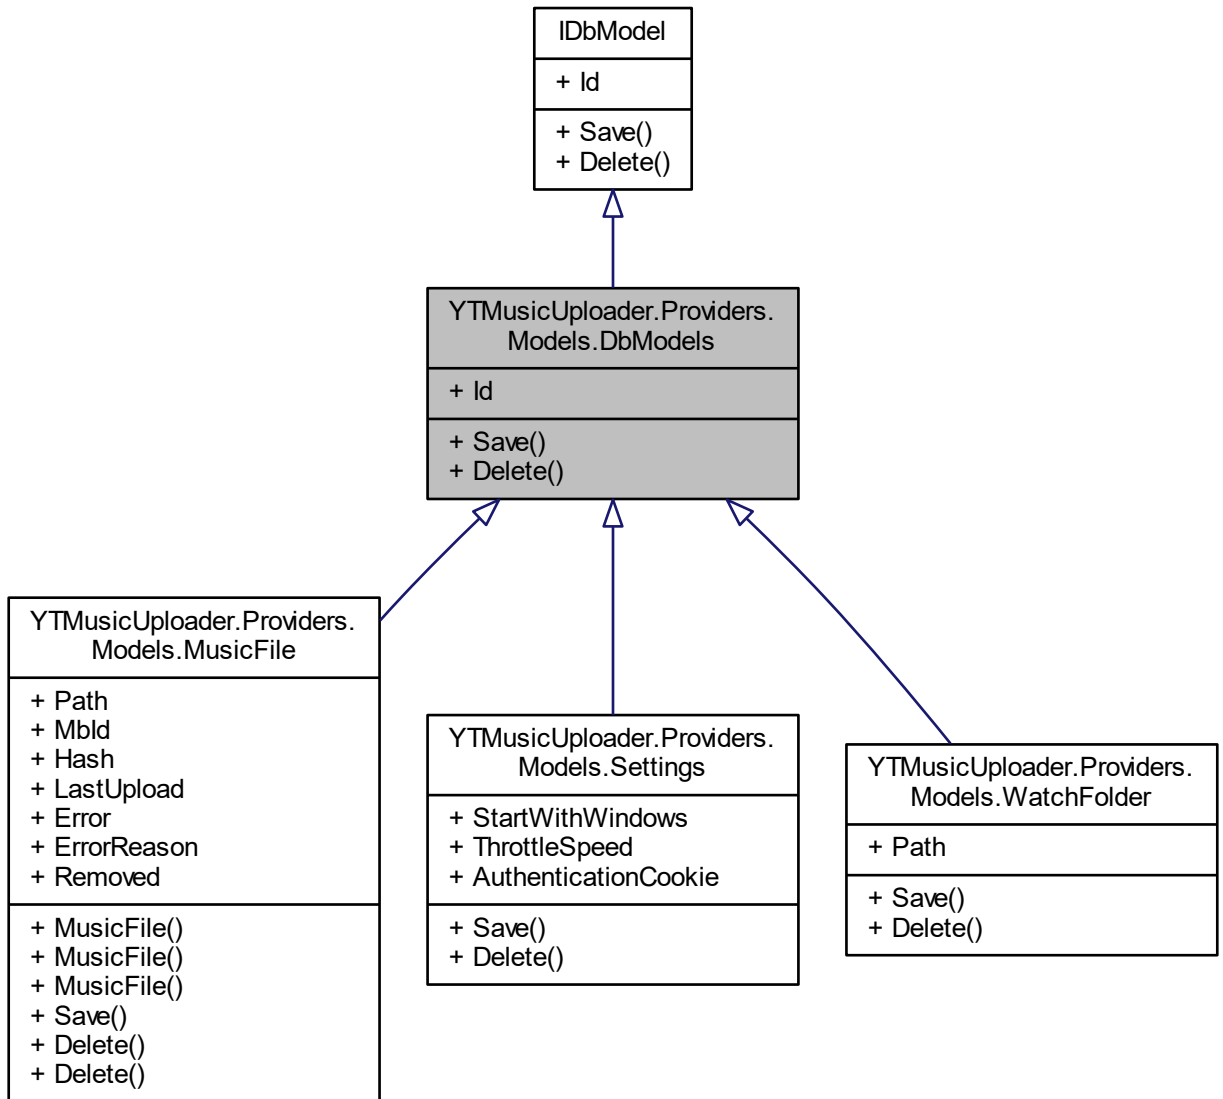 IDbModel
+ Id
+ Save()
+ Delete()
YTMusicUploader.Providers.
Models.DbModels
+ Id
+ Save()
+ Delete()
YTMusicUploader.Providers.
Models.MusicFile
+ Path
+ MbId
+ Hash
+ LastUpload
+ Error
+ ErrorReason
+ Removed
+ MusicFile()
+ MusicFile()
+ MusicFile()
+ Save()
+ Delete()
+ Delete()
YTMusicUploader.Providers.
Models.Settings
+ StartWithWindows
+ ThrottleSpeed
+ AuthenticationCookie
+ Save()
+ Delete()
YTMusicUploader.Providers.
Models.WatchFolder
+ Path
+ Save()
+ Delete()